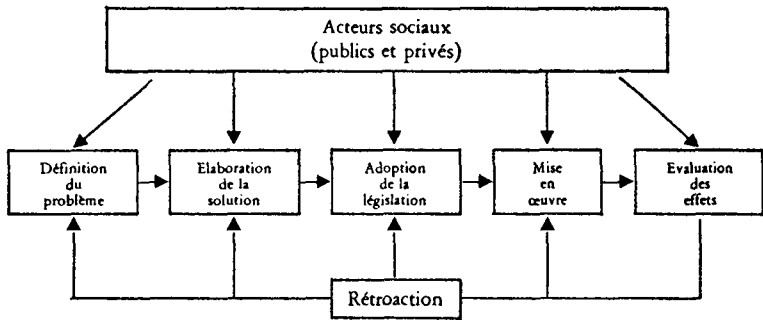 Acteurs sociaux
(publics et privés)
Définition
du
problème
Elaboration
de la
solution
Adoption
de la
législation
Mise
en
œuvre
Evaluation
des
effets
Rétroaction